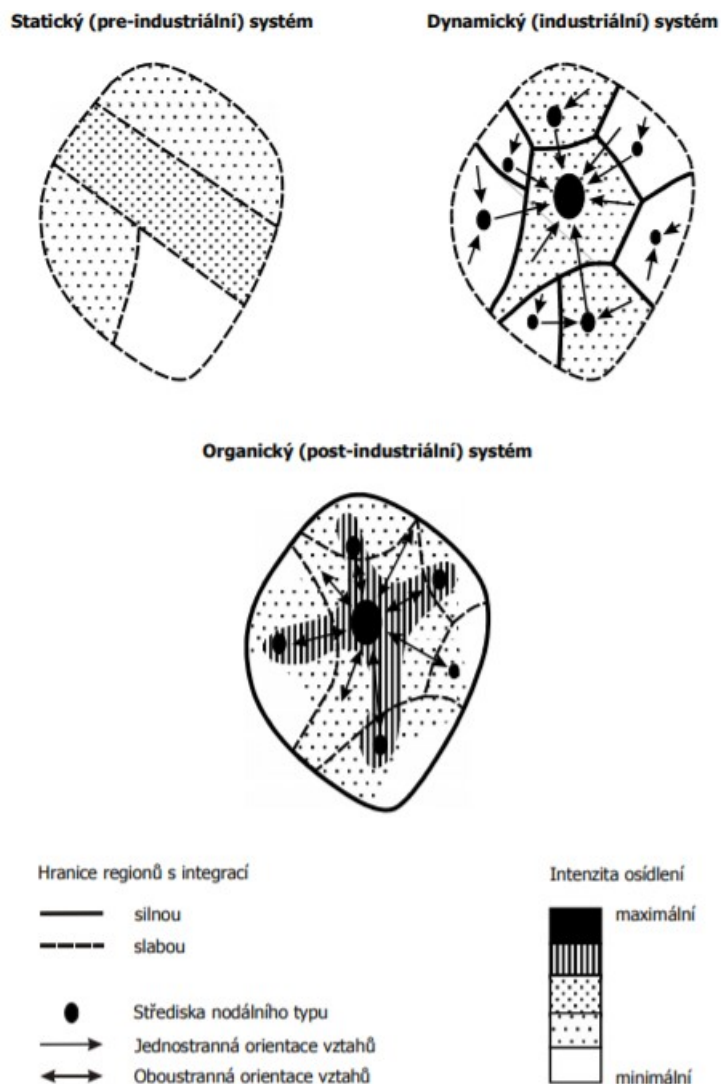 Statický (pre-industriální) systém
Dynamický (industriální) systém
Organický (post-industriální) systém
Hranice regionů s integrací
silnou
slabou
Střediska nodálního typu
Jednostranná orientace vztahů
Oboustranná orientace vztahů
Intenzita osídlení
maximální
minimální